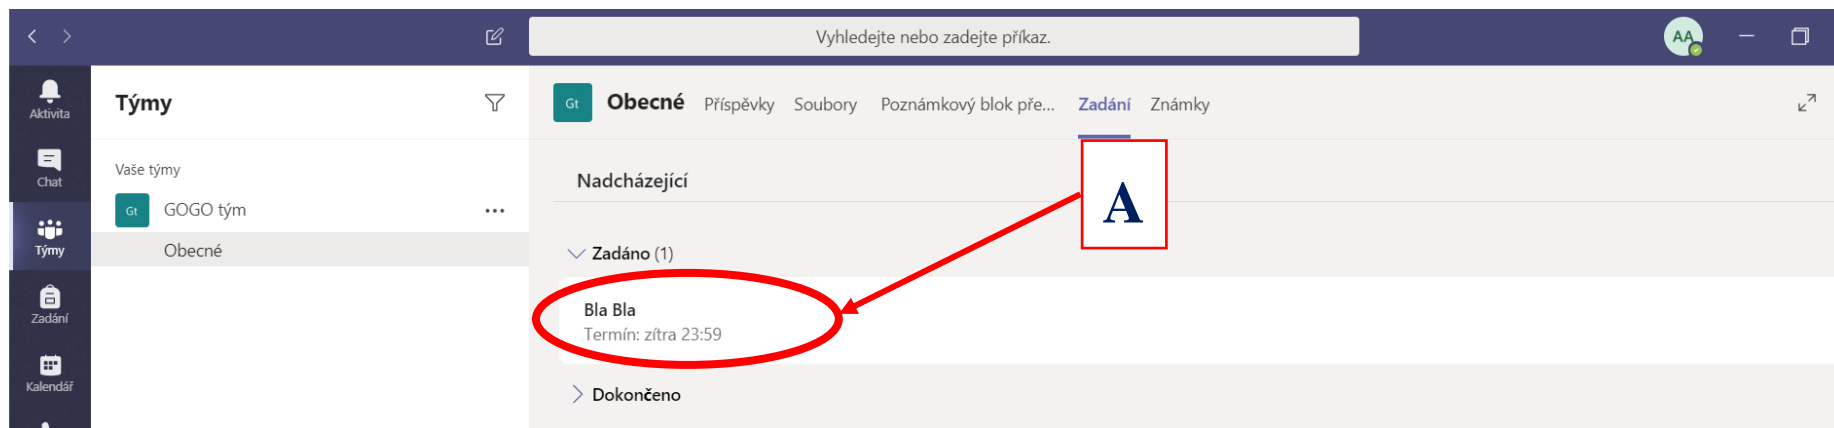 Vyhledejte nebo zadejte příkaz.
AA
Aktivita
Chat
Týmy
Zadání
Kalendář
Týmy
Vaše týmy
Gt GOGO tým
Obecné
Gt Obecné Příspěvky Soubory Poznámkový blok pře... Zadání Známky
Nadcházející
A
Zadáno (1)
Bla Bla
Termín: zítra 23:59
Dokončeno